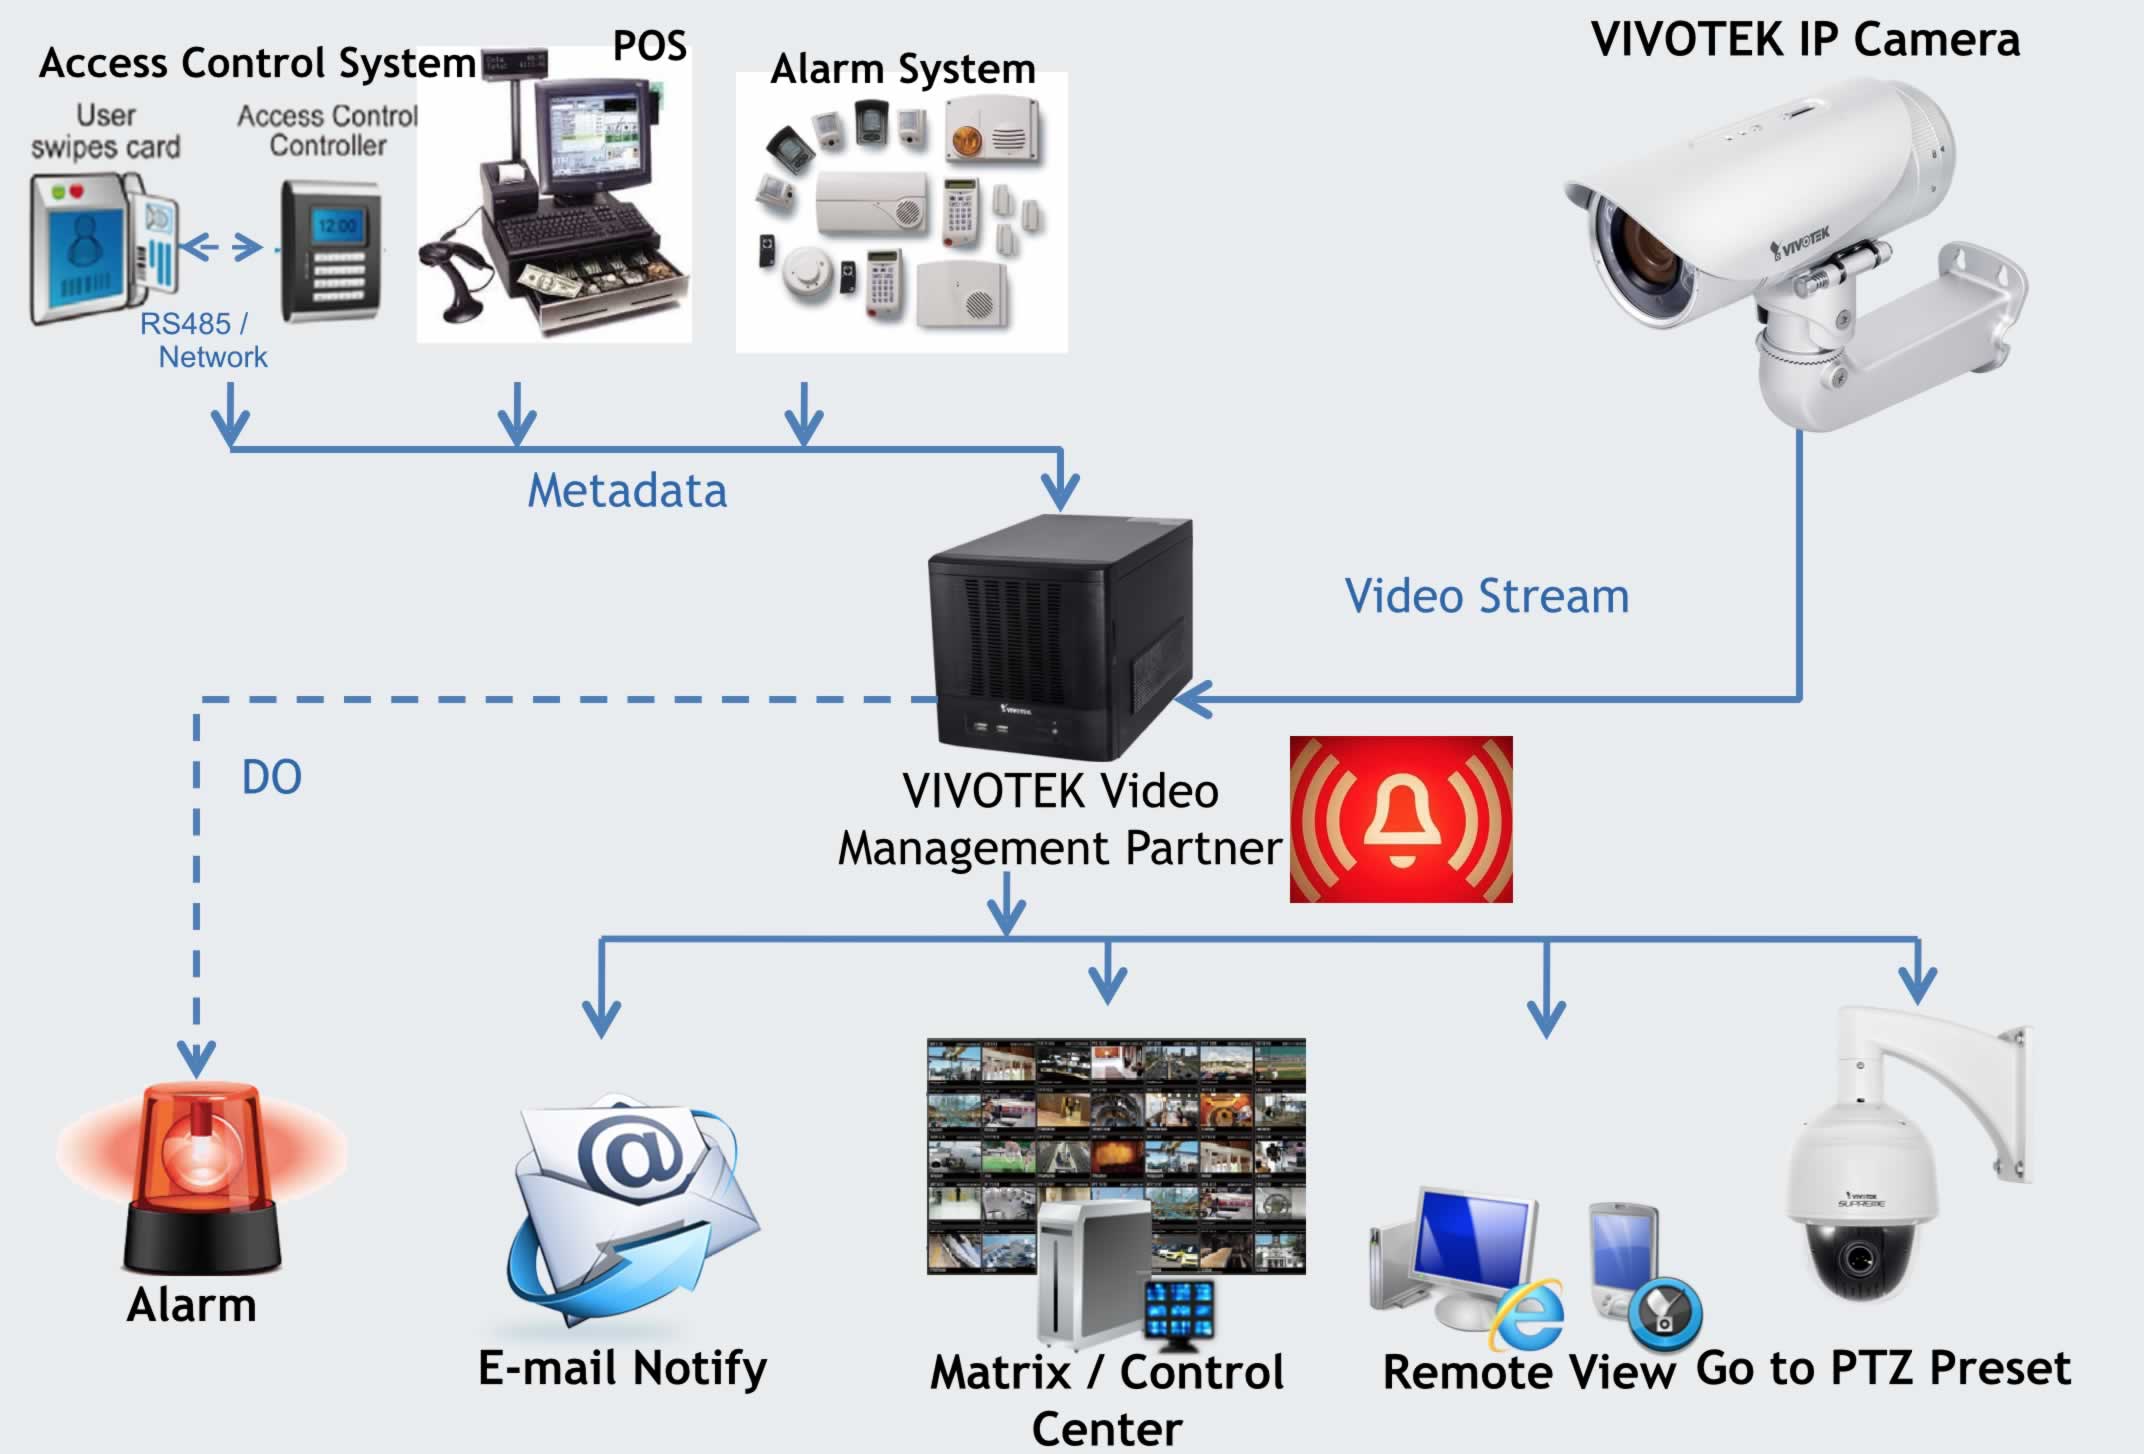 Access Control System
POS
Alarm System
VIVOTEK IP Camera
User
swipes card
Access Control
Controller
12:00
VIVOTEK
RS485 /
Network
Metadata
Video Stream
VIVOTEK
DO
VIVOTEK Video
Management Partner
VIVOTEK
SUPREME
Alarm
E-mail Notify
Matrix / Control
Center
Remote View
Go to PTZ Preset